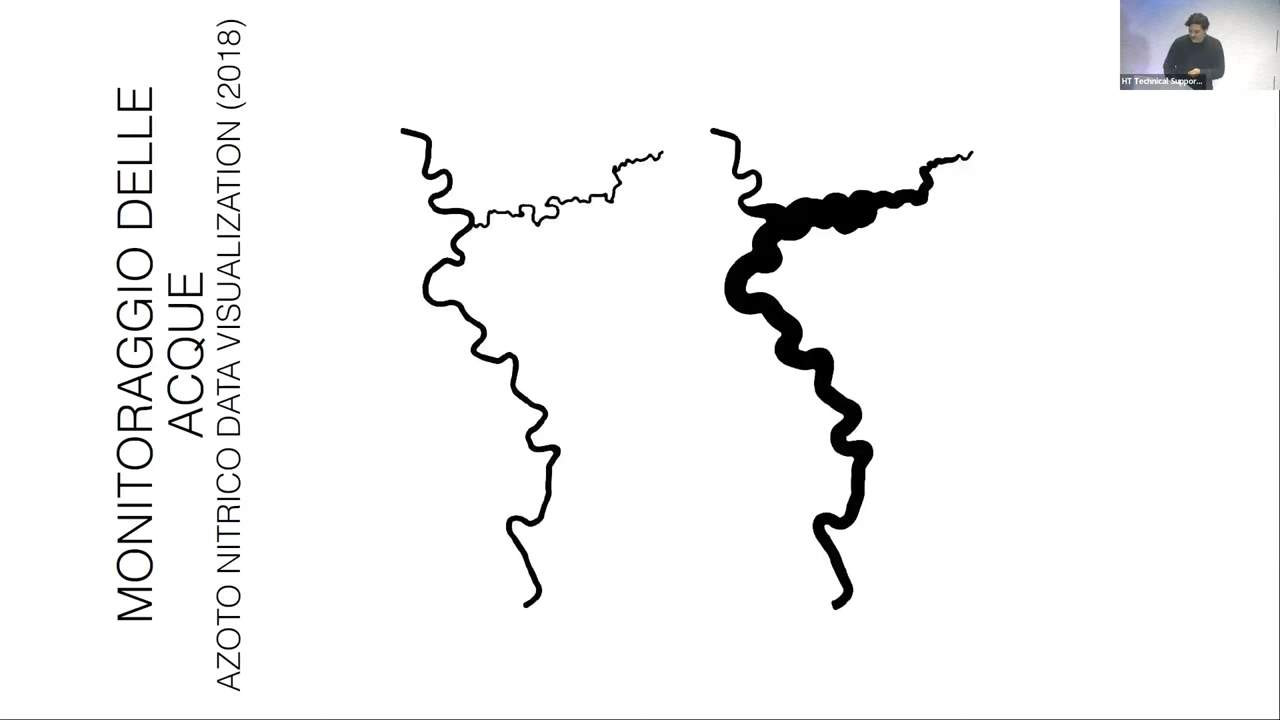 MONITORAGGIO DELLE
ACQUE
AZOTO NITRICO DATA VISUALIZATION (2018)
HT Technical Suppor...